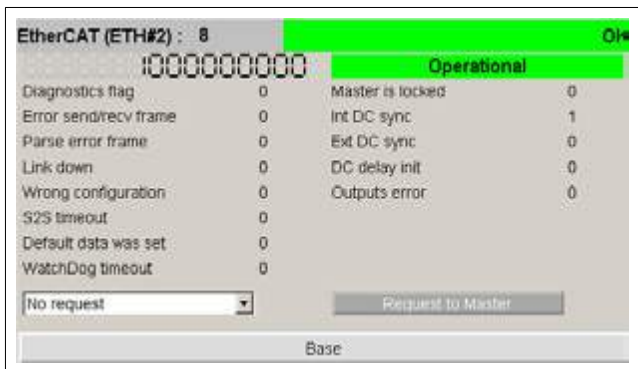 EtherCAT (ETH#2) : 8
1000000000 Operational
Diagnostics flag 0 Master is locked 0
Error send/recv frame 0 Int DC sync 1
Parse error frame 0 Ext DC sync 0
Link down 0 DC delay init 0
Wrong configuration 0 Outputs error 0
S2S timeout 0
Default data was set 0
WatchDog timeout 0
No request Request to Master
Base